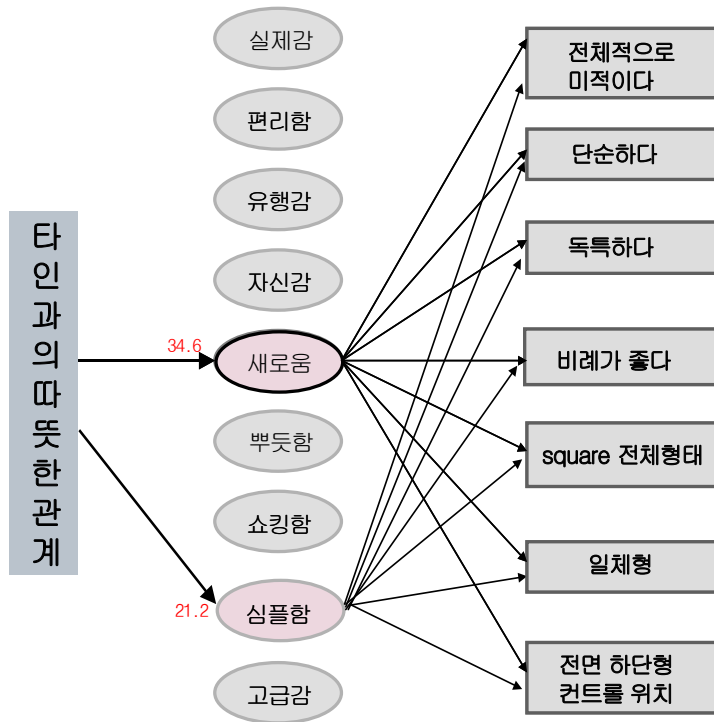 타인과의따뜻한관계
34.6
21.2
실제감
편리함
유행감
자신감
새로움
뿌듯함
쇼킹함
심플함
고급감
전체적으로
미적이다
단순하다
독특하다
비례가 좋다
square 전체형태
일체형
전면 하단형
컨트롤 위치